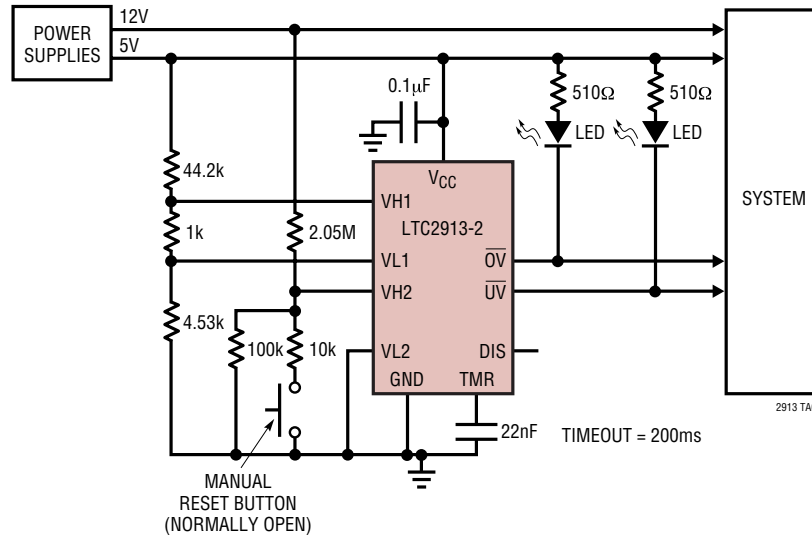 POWER
SUPPLIES
12V
5V
0.1µF
510Ω
510Ω
LED
LED
44.2k
VCC
SYSTEM
VH1
LTC2913-2
1k
2.05M
VL1
OV
VH2
UV
4.53k
100k
10k
VL2
DIS
GND
TMR
2913 TA
22nF
TIMEOUT = 200ms
MANUAL
RESET BUTTON
(NORMALLY OPEN)